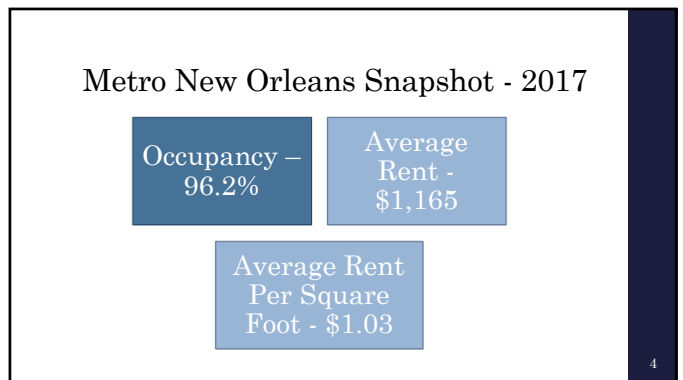 Metro New Orleans Snapshot - 2017
Occupancy –
96.2%
Average
Rent -
$1,165
Average Rent
Per Square
Foot - $1.03
4